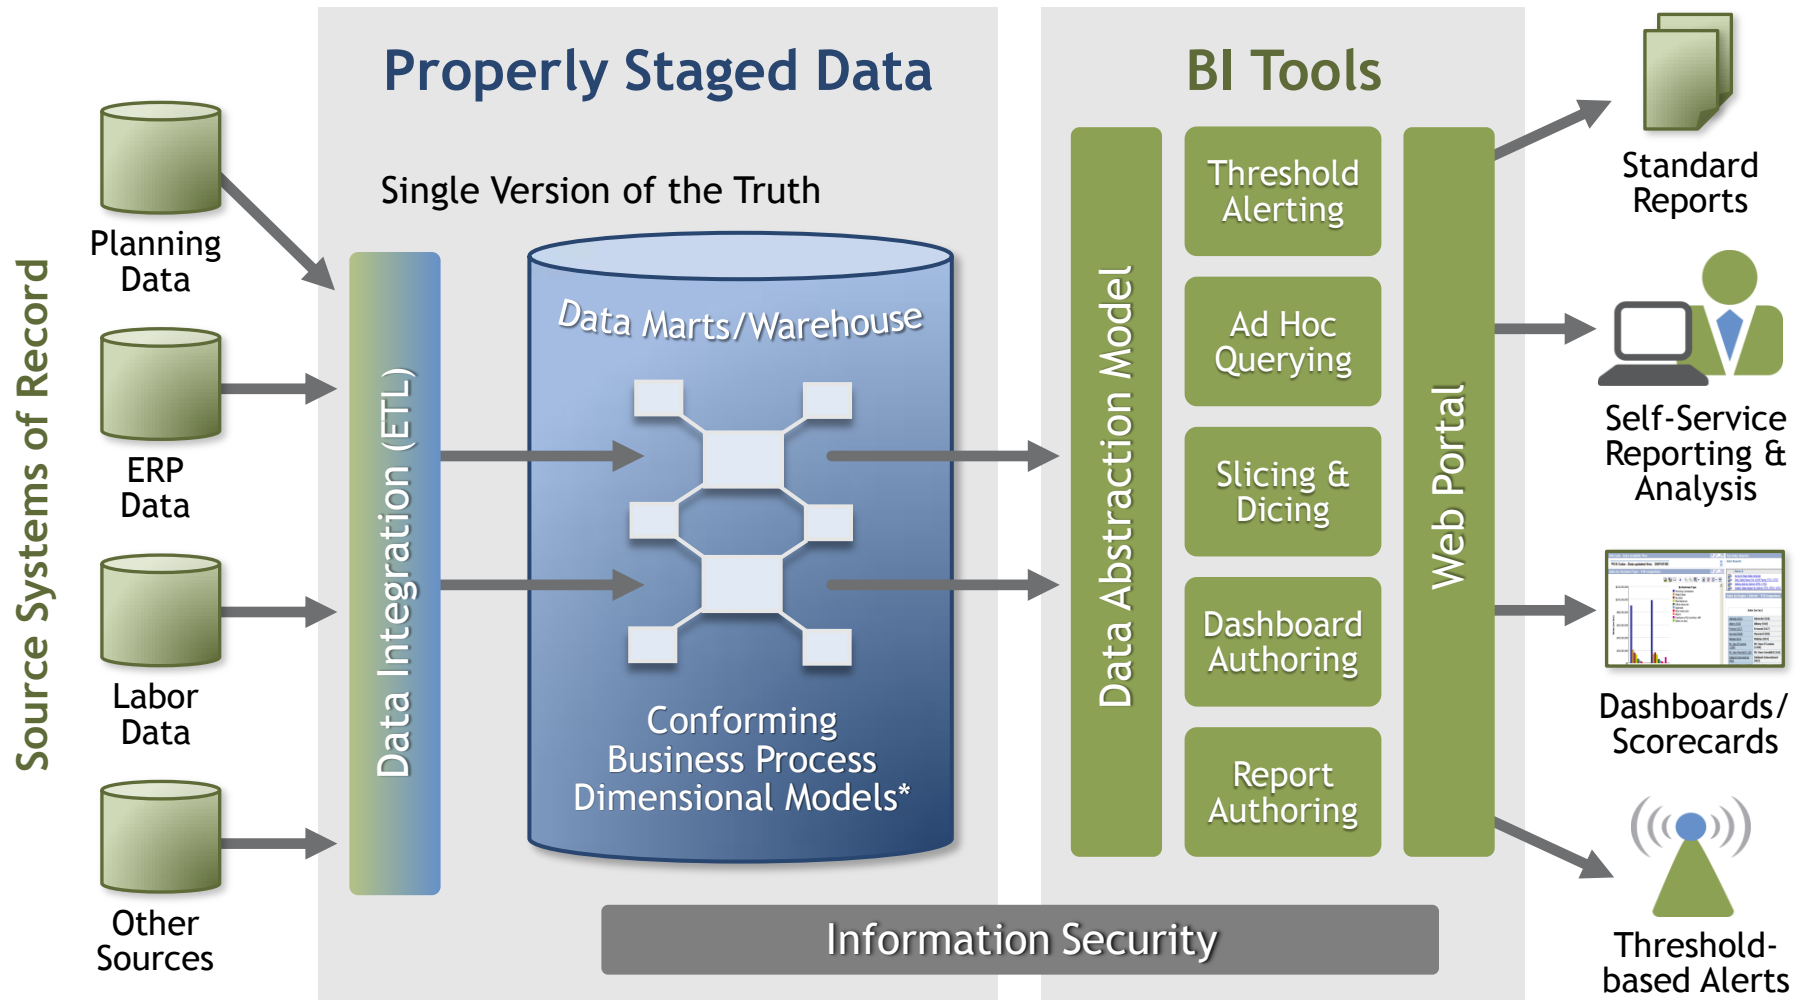 Properly Staged Data
BI Tools
Single Version of the Truth
Source Systems of Record
Planning
Data
ERP
Data
Labor
Data
Other
Sources
Data Integration (ETL)
Data Marts/Warehouse
Conforming
Business Process
Dimensional Models*
Data Abstraction Model
Threshold
Alerting
Ad Hoc
Querying
Slicing &
Dicing
Dashboard
Authoring
Report
Authoring
Web Portal
Information Security
Standard
Reports
Self-Service
Reporting &
Analysis
Dashboards/
Scorecards
Threshold-
based Alerts